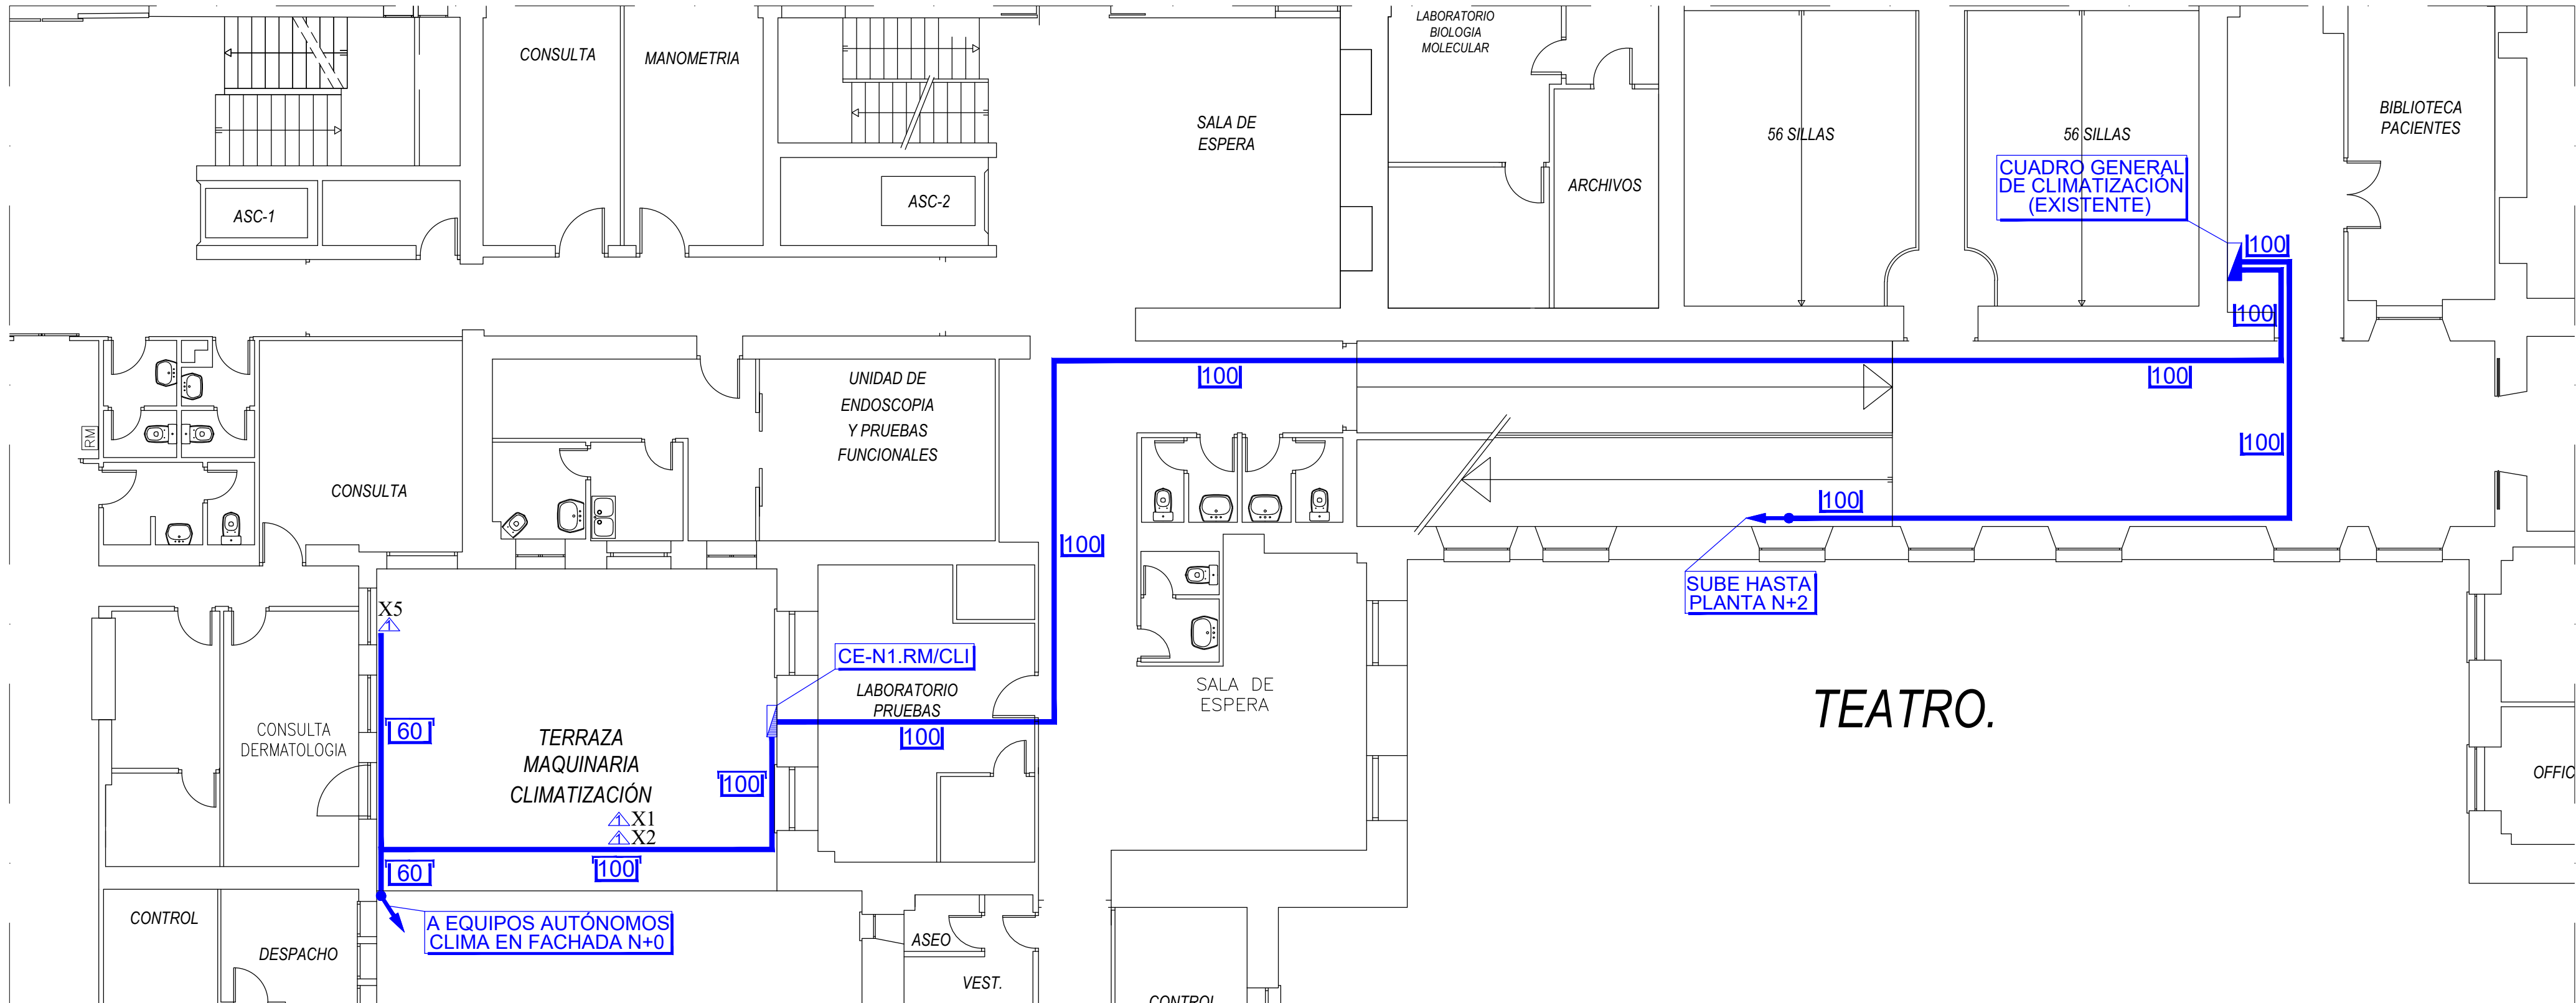 LABORATORIO
BIOLOGIA
MOLECULAR
CONSULTA
MANOMETRIA
SALA DE
ESPERA
56 SILLAS
56 SILLAS
BIBLIOTECA
PACIENTES
CUADRO GENERAL
DE CLIMATIZACIÓN
(EXISTENTE)
ARCHIVOS
ASC-1
ASC-2
100
100
UNIDAD DE
ENDOSCOPIA
Y PRUEBAS
FUNCIONALES
100
100
RM
CONSULTA
100
100
100
SUBE HASTA
PLANTA N+2
X5
1
CE-N1.RM/CLI
LABORATORIO
PRUEBAS
SALA DE
ESPERA
TEATRO.
CONSULTA
DERMATOLOGIA
60
TERRAZA
MAQUINARIA
CLIMATIZACIÓN
100
100
OFFIC
1 X1
1 X2
60
100
CONTROL
DESPACHO
A EQUIPOS AUTÓNOMOS
CLIMA EN FACHADA N+0
ASEO
VEST.
CONTROL